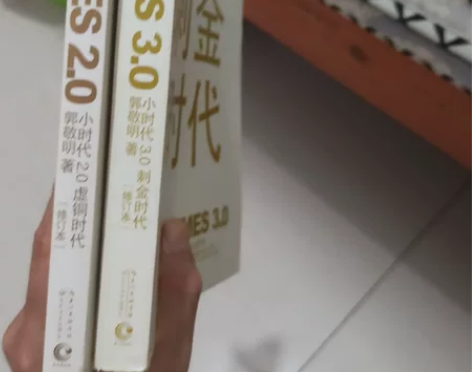 ES 2.0
小时代 2.0 虚铜时代
郭敬明 著
（修订本）
ES 3.0
小时代 3.0 刺金时代
郭敬明 著
（修订本）
金
时代
MES 3.0